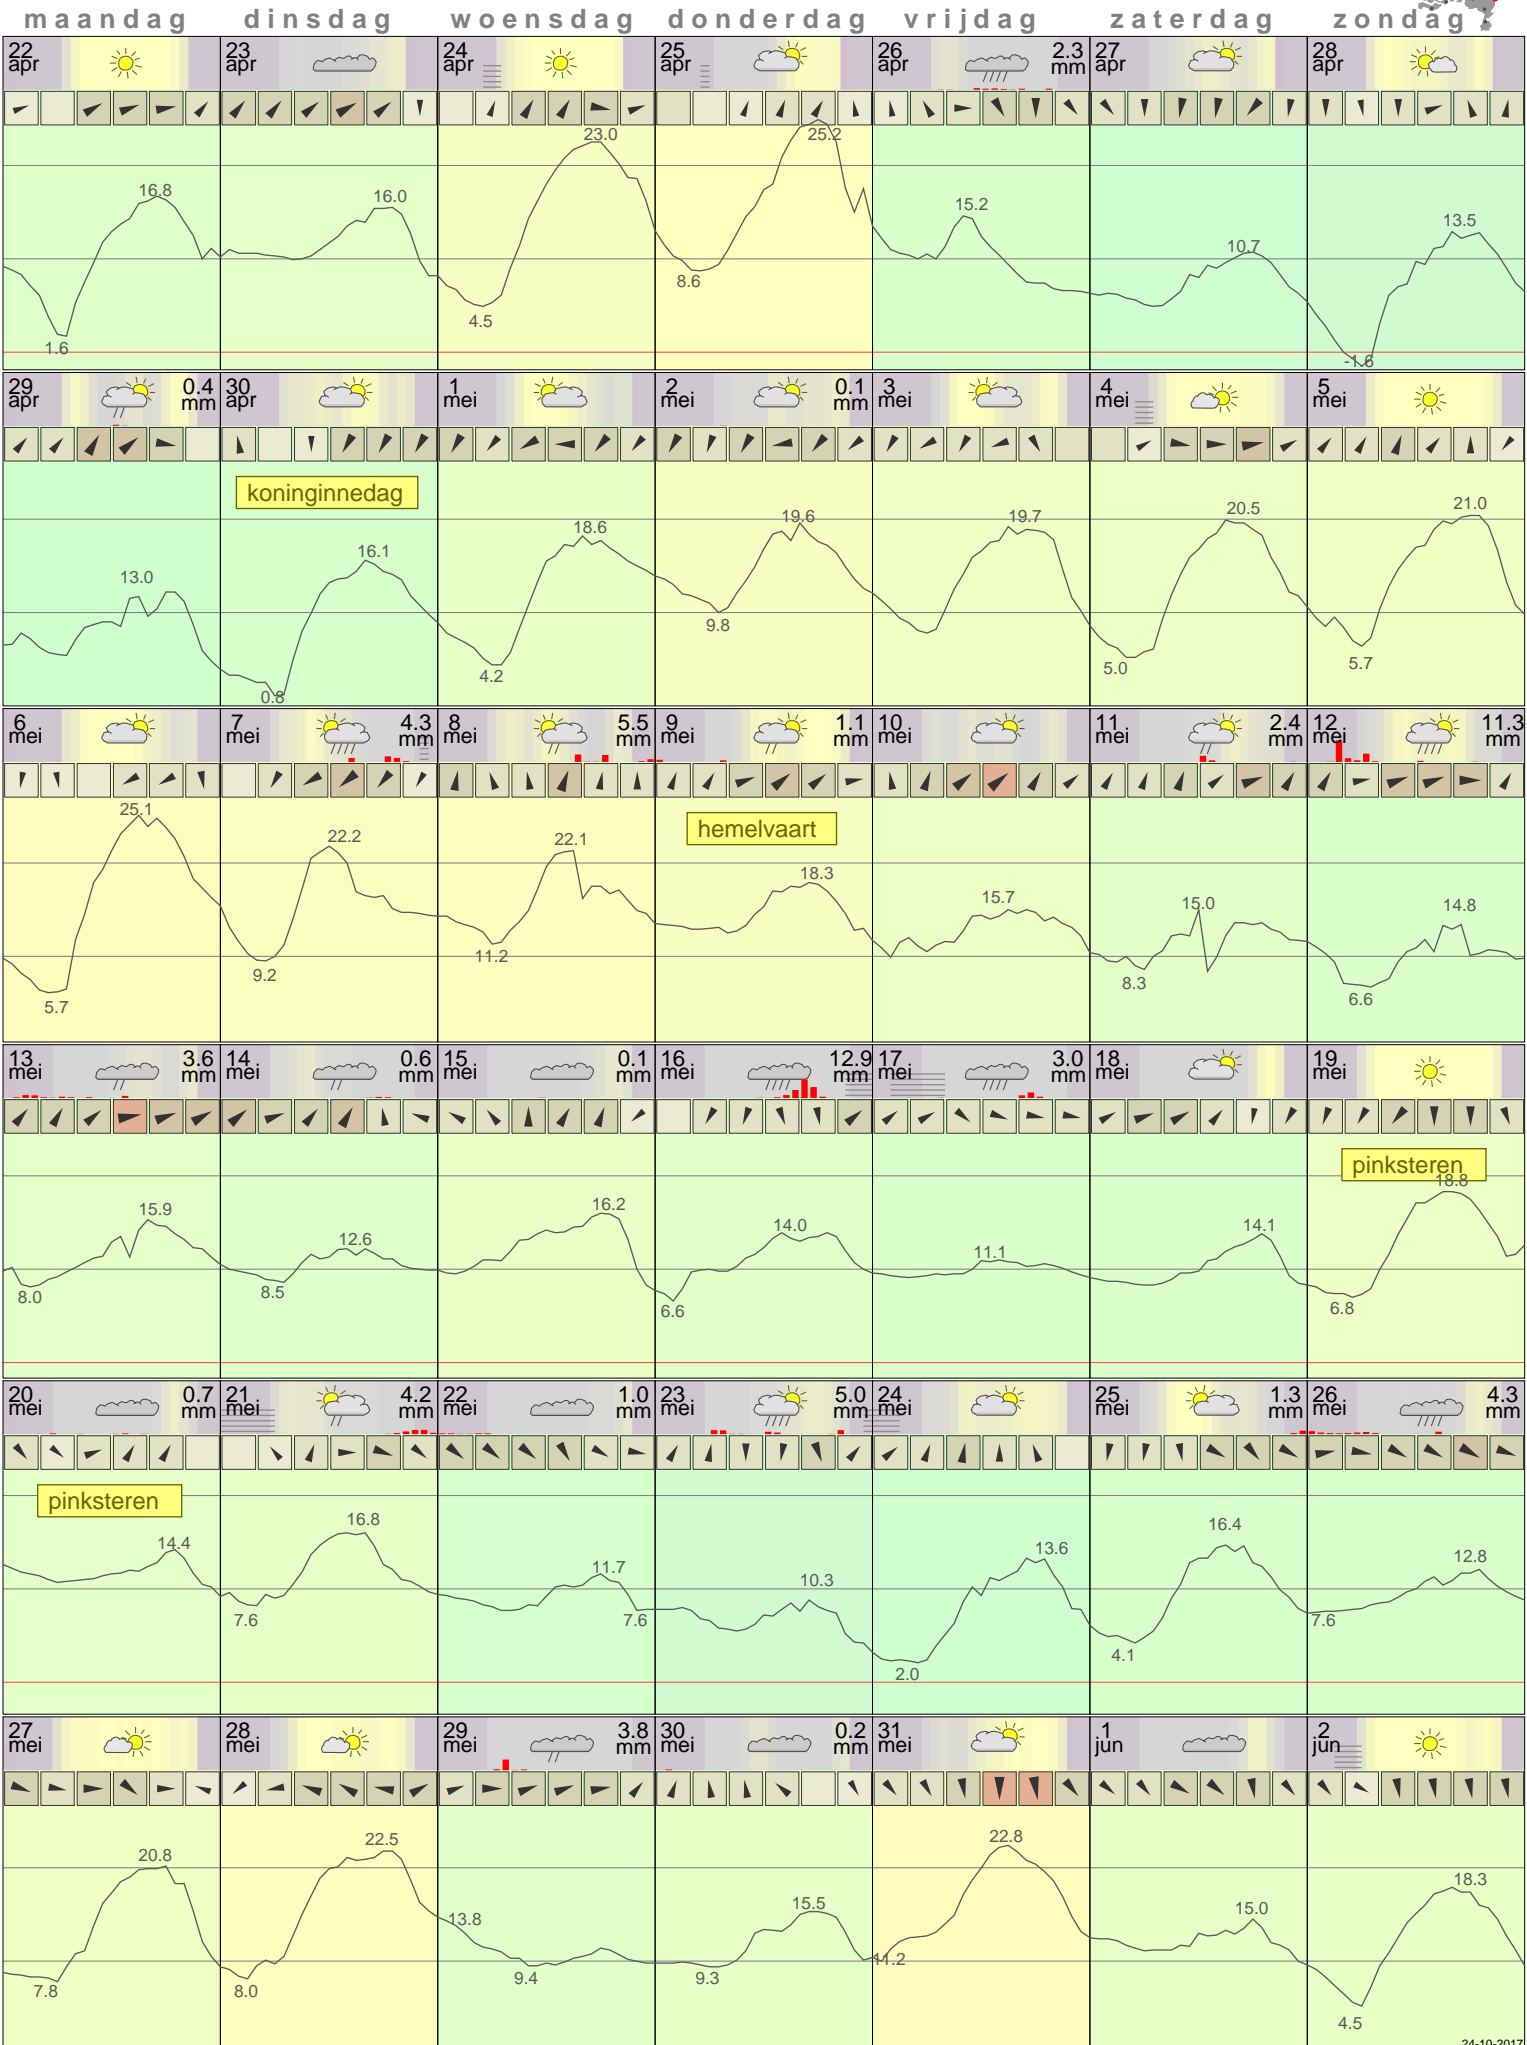 maandag dinsdag woensdag donderdag vrijdag zaterdag zondag
22 apr 23 apr 24 apr 25 apr 26 apr 2.3 mm 27 apr 28 apr
16.8 16.0 23.0 25.2 15.2 10.7 13.5
1.6 4.5 8.6 -1.6
29 apr 0.4 mm 30 apr 1 mei 2 mei 0.1 mm 3 mei 4 mei 5 mei
koninginnedag
13.0 16.1 18.6 19.6 19.7 20.5 21.0
0.8 4.2 9.8 5.0 5.7
6 mei 7 mei 4.3 mm 8 mei 5.5 mm 9 mei 1.1 mm 10 mei 11 mei 2.4 mm 12 mei 11.3 mm
hemelvaart
25.1 22.2 22.1 18.3 15.7 15.0 14.8
5.7 9.2 11.2 8.3 6.6
13 mei 3.6 mm 14 mei 0.6 mm 15 mei 0.1 mm 16 mei 12.9 mm 17 mei 3.0 mm 18 mei 19 mei
pinksteren
15.9 12.6 16.2 14.0 11.1 14.1 18.8
8.0 8.5 6.6 6.8
20 mei 0.7 mm 21 mei 4.2 mm 22 mei 1.0 mm 23 mei 5.0 mm 24 mei 25 mei 1.3 mm 26 mei 4.3 mm
pinksteren
14.4 16.8 11.7 10.3 13.6 16.4 12.8
7.6 7.6 2.0 4.1 7.6
27 mei 28 mei 29 mei 3.8 mm 30 mei 0.2 mm 31 mei 1 jun 2 jun
20.8 22.5 13.8 15.5 22.8 15.0 18.3
7.8 8.0 9.4 9.3 11.2 4.5
24-10-2017